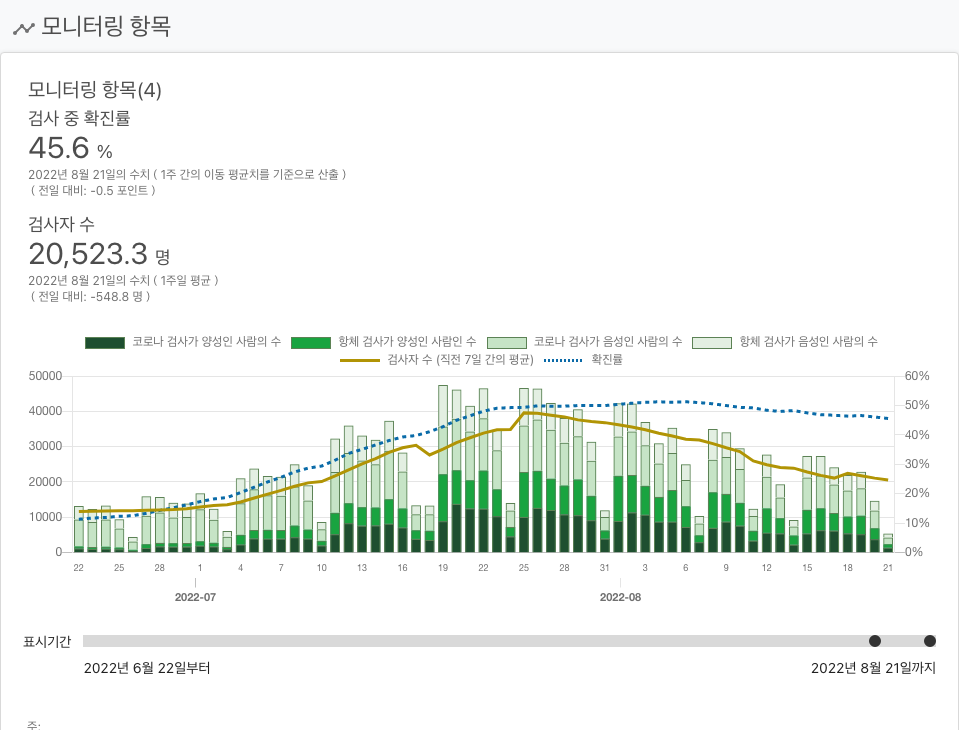 모니터링 항목
모니터링 항목(4)
검사 중 확진률
45.6 %
2022년 8월 21일의 수치 ( 1주 간의 이동 평균치를 기준으로 산출 )
( 전일 대비: -0.5 포인트 )
검사자 수
20,523.3 명
2022년 8월 21일의 수치 ( 1주일 평균 )
( 전일 대비: -548.8 명 )
코로나 검사가 양성인 사람의 수 항체 검사가 양성인 사람인 수 코로나 검사가 음성인 사람의 수 항체 검사가 음성인 사람의 수
검사자 수 (직전 7일 간의 평균) 확진률
50000 60%
40000 50%
30000 40%
20000 30%
10000 20%
0 10%
0%
22 25 28 1 4 7 10 13 16 19 22 25 28 31 3 6 9 12 15 18 21
2022-07 2022-08
표시기간
2022년 6월 22일부터 2022년 8월 21일까지
주: